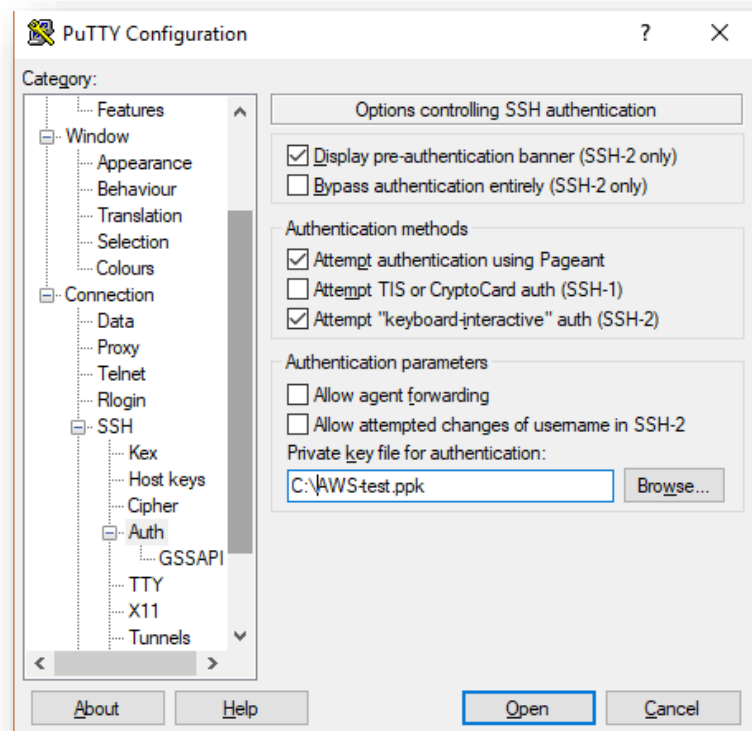 PuTTY Configuration
?
Category:
Features
Window
Appearance
Behaviour
Translation
Selection
Colours
Connection
Data
Proxy
Telnet
Rlogin
SSH
Kex
Host keys
Cipher
Auth
GSSAPI
TTY
X11
Tunnels
Options controlling SSH authentication
Display pre-authentication banner (SSH-2 only)
Bypass authentication entirely (SSH-2 only)
Authentication methods
Attempt authentication using Pageant
Attempt TIS or CryptoCard auth (SSH-1)
Attempt "keyboard-interactive" auth (SSH-2)
Authentication parameters
Allow agent forwarding
Allow attempted changes of username in SSH-2
Private key file for authentication:
C:\AWS-test.ppk
Browse...
About
Help
Open
Cancel